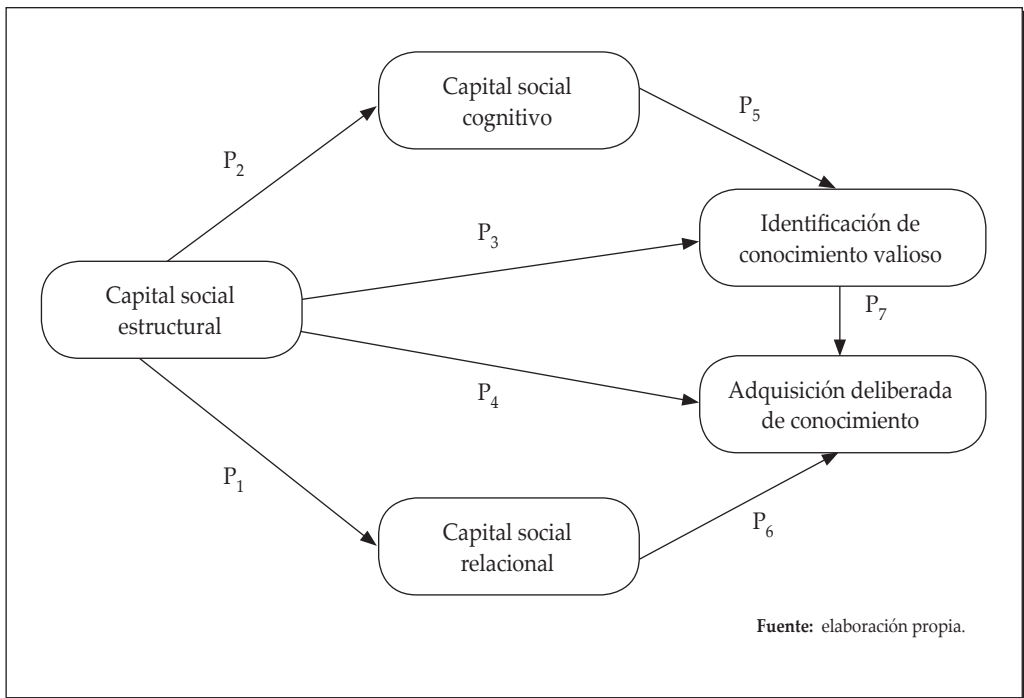 Capital social
cognitivo
P5
P2
Identificación de
conocimiento valioso
P3
Capital social
estructural
P7
Adquisición deliberada
de conocimiento
P4
P1
Capital social
relacional
P6
Fuente: elaboración propia.